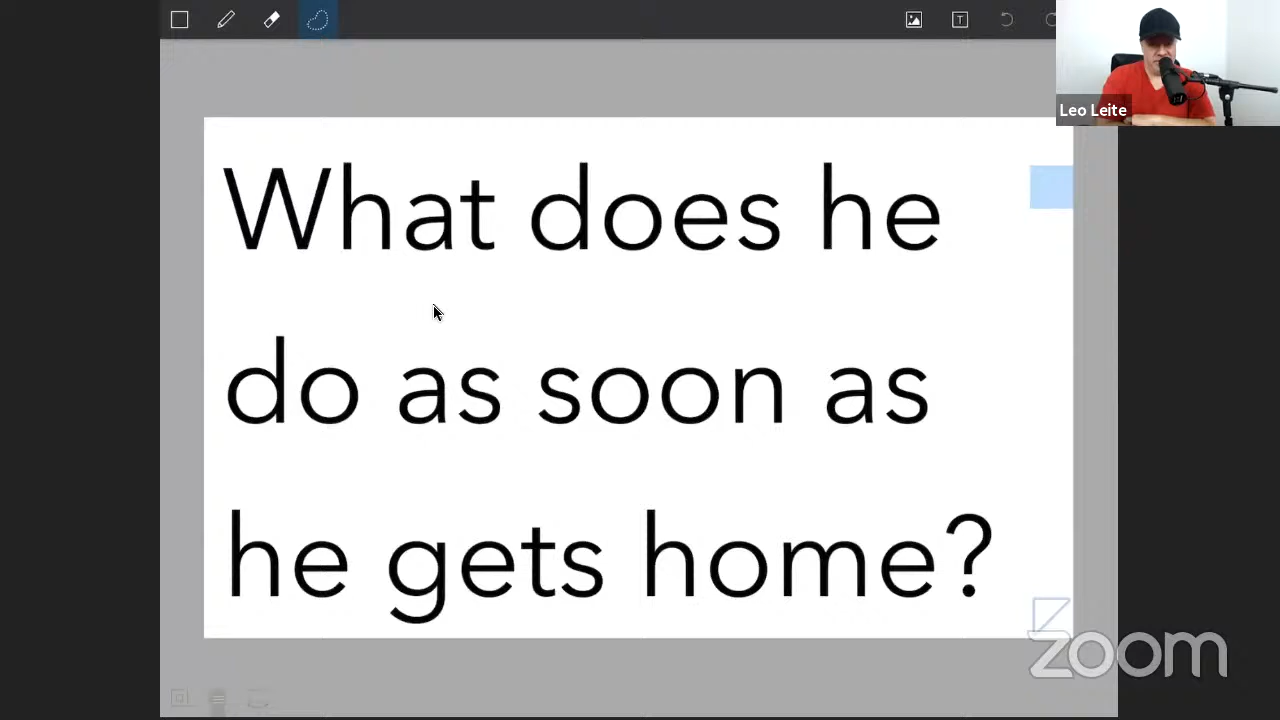 Leo Leite
What does he
do as soon as
he gets home?
zoom